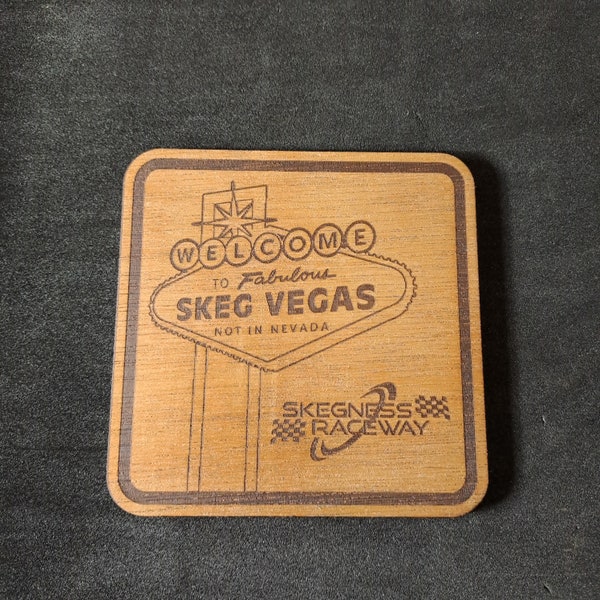 WELCOME
TO Fabulous
SKEG VEGAS
NOT IN NEVADA
SKEGNESS
RACEWAY